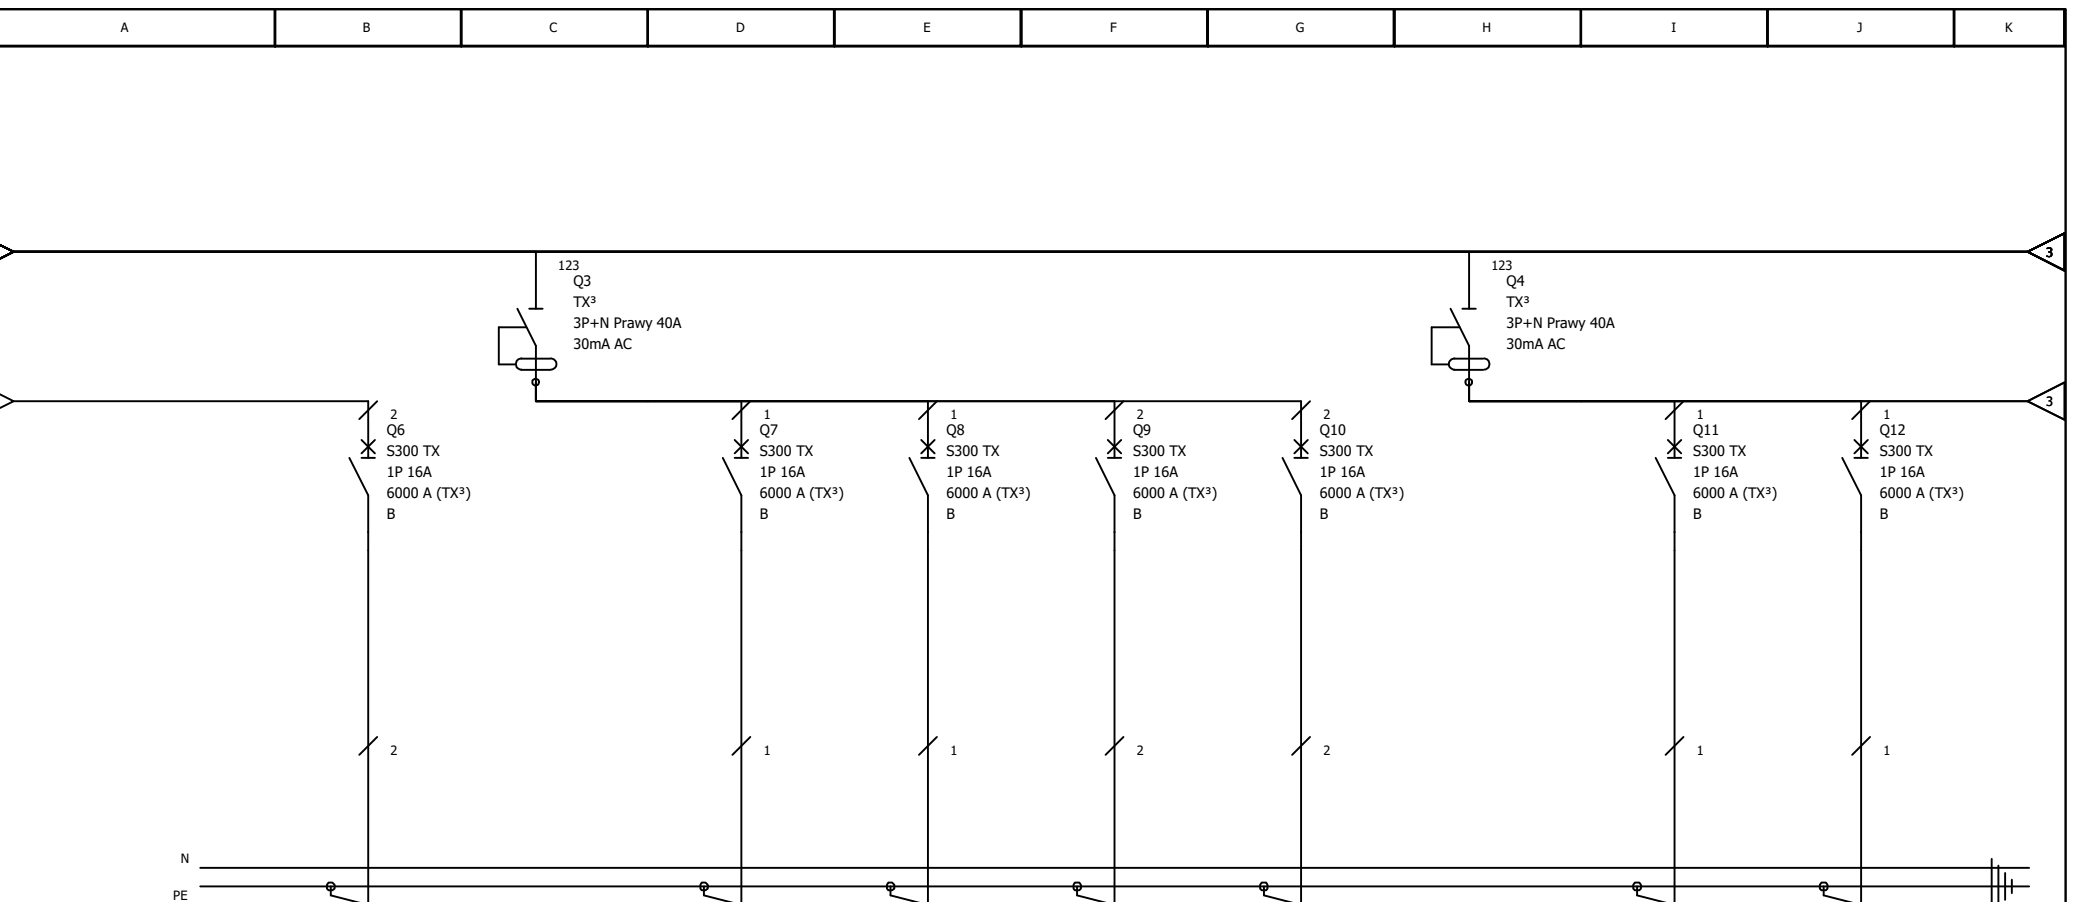 A B C D E F G H I J K
123
Q3
TX³
3P+N Prawy 40A
30mA AC
123
Q4
TX³
3P+N Prawy 40A
30mA AC
3
3
2
Q6
S300 TX
1P 16A
6000 A (TX³)
B
1
Q7
S300 TX
1P 16A
6000 A (TX³)
B
1
Q8
S300 TX
1P 16A
6000 A (TX³)
B
2
Q9
S300 TX
1P 16A
6000 A (TX³)
B
2
Q10
S300 TX
1P 16A
6000 A (TX³)
B
1
Q11
S300 TX
1P 16A
6000 A (TX³)
B
1
Q12
S300 TX
1P 16A
6000 A (TX³)
B
2 1 1 2 2 1 1
N
PE